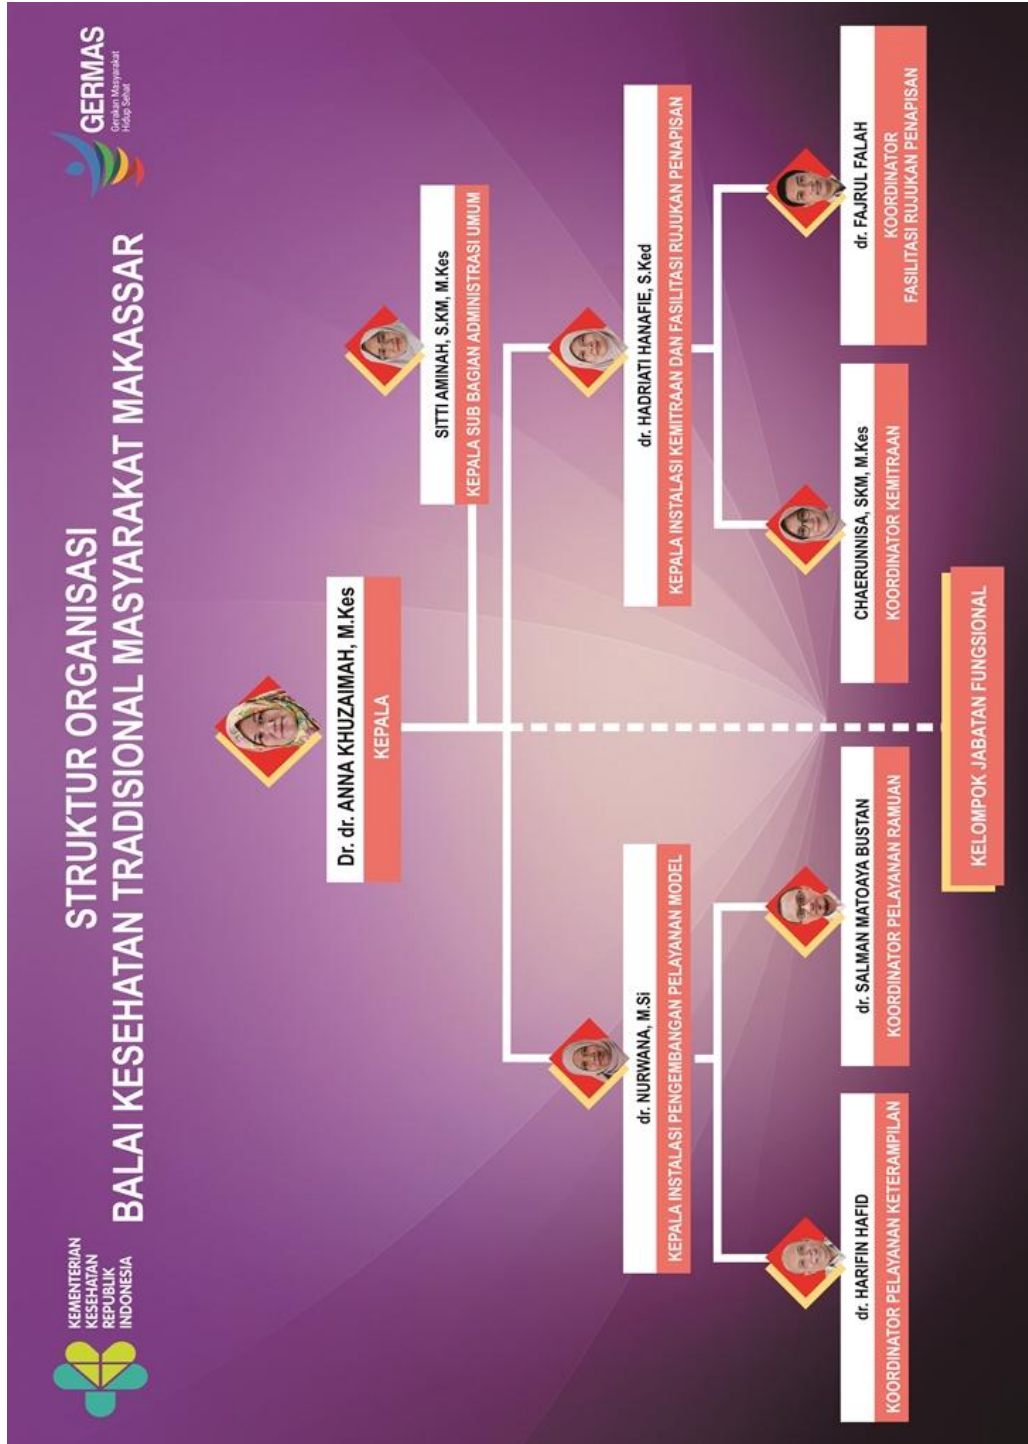 KEMENTERIAN
KESEHATAN
REPUBLIK
INDONESIA
STRUKTUR ORGANISASI
BALAI KESEHATAN TRADISIONAL MASYARAKAT MAKASSAR
GERMAS
Gerakan Masyarakat
Hidup Sehat
Dr. dr. ANNA KHUZAIMAH, M.Kes
KEPALA
SITTI AMINAH, S.KM, M.Kes
KEPALA SUB BAGIAN ADMINISTRASI UMUM
dr. NURWANA, M.Si
KEPALA INSTALASI PENGEMBANGAN PELAYANAN MODEL
dr. HADRIATI HANAFIE, S.Ked
KEPALA INSTALASI KEMITRAAN DAN FASILITASI RUJUKAN PENAPISAN
dr. HARIFIN HAFID
KOORDINATOR PELAYANAN KETERAMPILAN
dr. SALMAN MATOAYA BUSTAN
KOORDINATOR PELAYANAN RAMUAN
CHAERUNNISA, SKM, M.Kes
KOORDINATOR KEMITRAAN
dr. FAJRUL FALAH
KOORDINATOR
FASILITASI RUJUKAN PENAPISAN
KELOMPOK JABATAN FUNGSIONAL